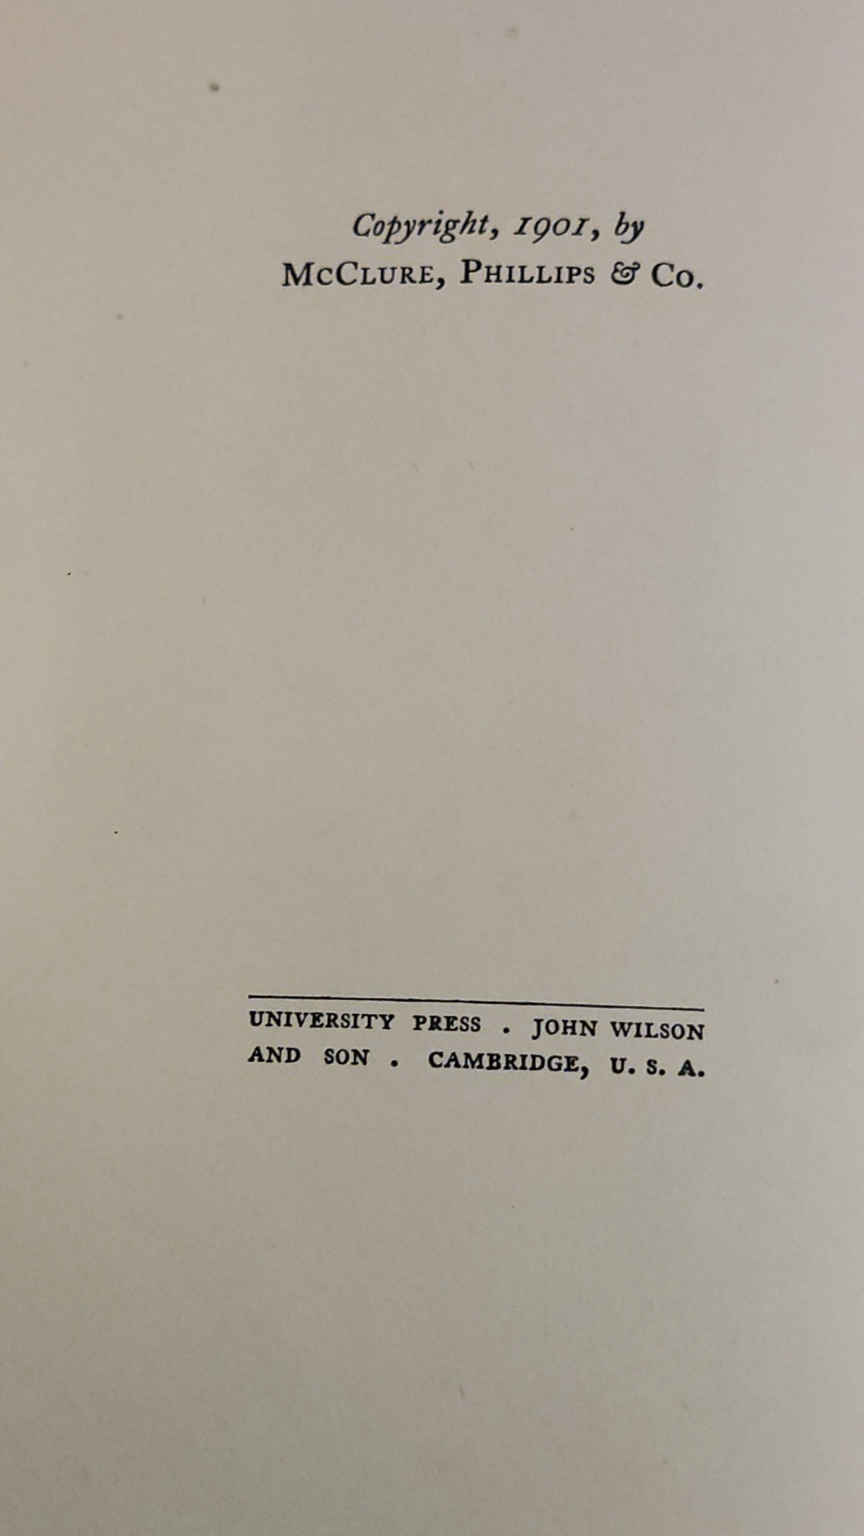 Copyright, 1901, by
McClure, Phillips & Co.
UNIVERSITY PRESS . JOHN WILSON
AND SON . CAMBRIDGE, U. S. A.